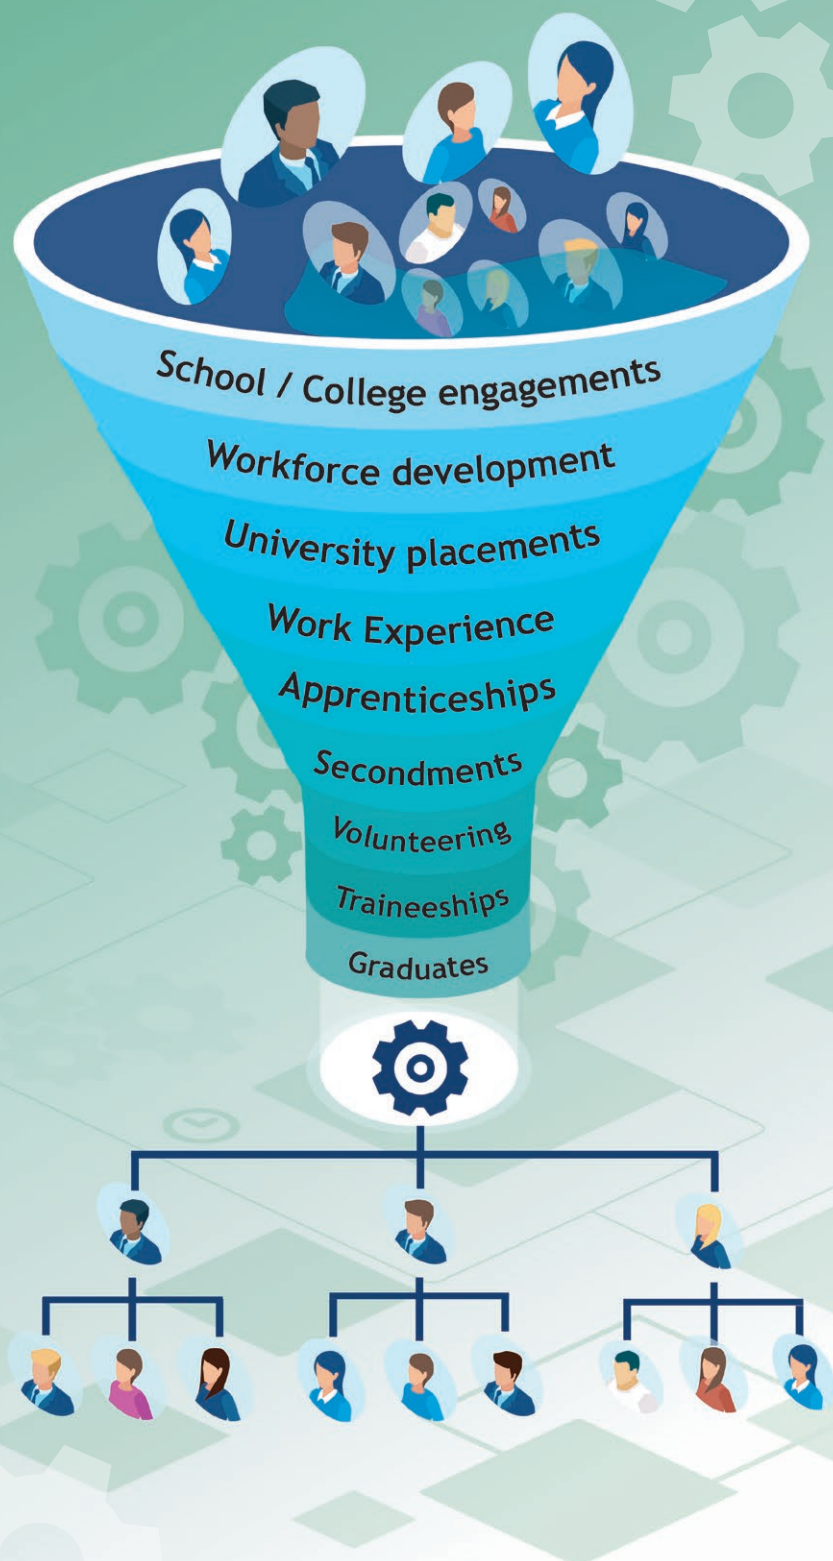 School / College engagements
Workforce development
University placements
Work Experience
Apprenticeships
Secondments
Volunteering
Traineeships
Graduates